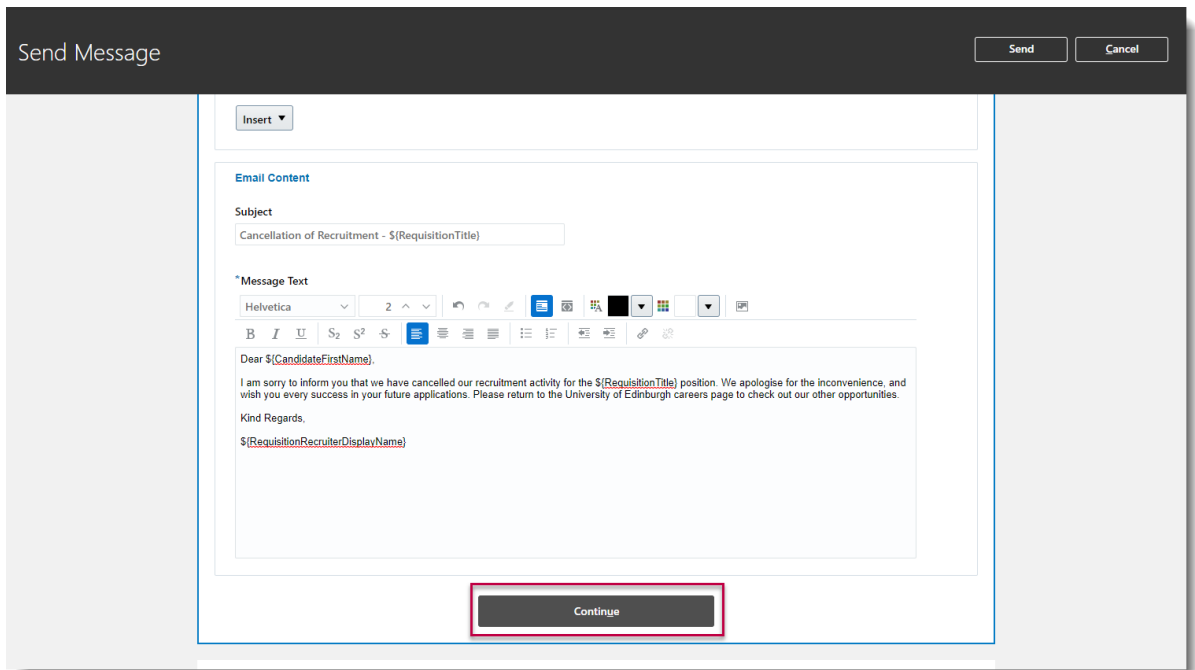 Send Message
Send
Cancel
Insert
Email Content
Subject
Cancellation of Recruitment - ${RequisitionTitle}
*Message Text
Helvetica 2
B I U S2 S2 S
Dear ${CandidateFirstName},
I am sorry to inform you that we have cancelled our recruitment activity for the ${RequisitionTitle} position. We apologise for the inconvenience, and
wish you every success in your future applications. Please return to the University of Edinburgh careers page to check out our other opportunities.
Kind Regards,
${RequisitionRecruiterDisplayName}
Continue